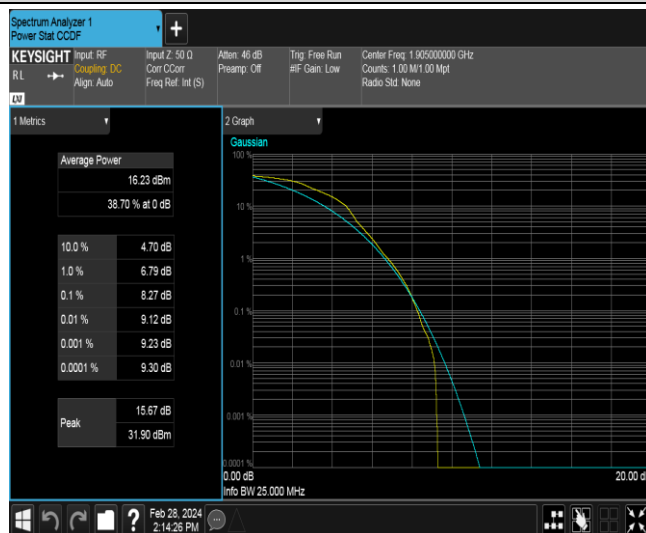 Spectrum Analyzer 1
Power Stat CCDF
+
KEYSIGHT
RL
LXI
Input: RF
Coupling: DC
Align: Auto
Input Z: 50 Ω
Corr CCorr
Freq Ref: Int (S)
Atten: 46 dB
Preamp: Off
Trig: Free Run
#IF Gain: Low
Center Freq: 1.905000000 GHz
Counts: 1.00 M/1.00 Mpt
Radio Std: None
1 Metrics
Average Power
16.23 dBm
38.70 % at 0 dB
10.0 % 4.70 dB
1.0 % 6.79 dB
0.1 % 8.27 dB
0.01 % 9.12 dB
0.001 % 9.23 dB
0.0001 % 9.30 dB
Peak
15.67 dB
31.90 dBm
2 Graph
Gaussian
100 %
10 %
1 %
0.1 %
0.01 %
0.001 %
0.0001 %
0.00 dB
20.00 d
Info BW 25.000 MHz
?
Feb 28, 2024
2:14:26 PM